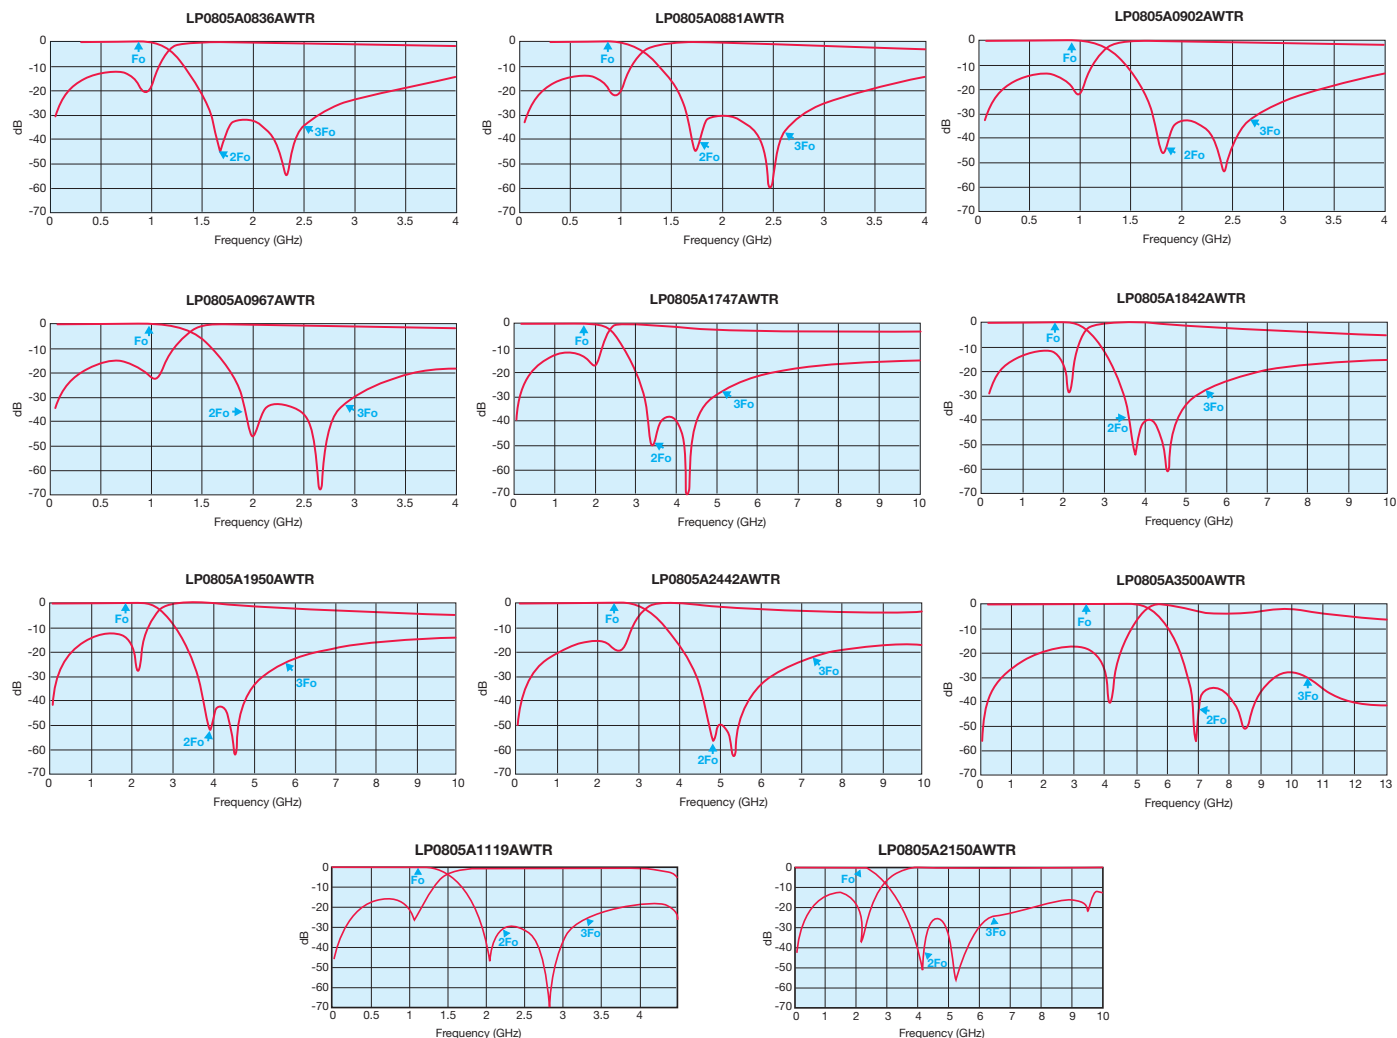 LP0805A0836AWTR
0
-10
-20
-30
-40
-50
-60
-70
dB
Fo
2Fo
3Fo
0 0.5 1 1.5 2 2.5 3 3.5 4
Frequency (GHz)
LP0805A0881AWTR
0
-10
-20
-30
-40
-50
-60
-70
dB
Fo
2Fo
3Fo
0 0.5 1 1.5 2 2.5 3 3.5 4
Frequency (GHz)
LP0805A0902AWTR
0
-10
-20
-30
-40
-50
-60
-70
dB
Fo
2Fo
3Fo
0 0.5 1 1.5 2 2.5 3 3.5 4
Frequency (GHz)
LP0805A0967AWTR
0
-10
-20
-30
-40
-50
-60
-70
dB
Fo
2Fo
3Fo
0 0.5 1 1.5 2 2.5 3 3.5 4
Frequency (GHz)
LP0805A1747AWTR
0
-10
-20
-30
-40
-50
-60
-70
dB
Fo
2Fo
3Fo
0 1 2 3 4 5 6 7 8 9 10
Frequency (GHz)
LP0805A1842AWTR
0
-10
-20
-30
-40
-50
-60
-70
dB
Fo
2Fo
3Fo
0 1 2 3 4 5 6 7 8 9 10
Frequency (GHz)
LP0805A1950AWTR
0
-10
-20
-30
-40
-50
-60
-70
dB
Fo
2Fo
3Fo
0 1 2 3 4 5 6 7 8 9 10
Frequency (GHz)
LP0805A2442AWTR
0
-10
-20
-30
-40
-50
-60
-70
dB
Fo
2Fo
3Fo
0 1 2 3 4 5 6 7 8 9 10
Frequency (GHz)
LP0805A3500AWTR
0
-10
-20
-30
-40
-50
-60
-70
dB
Fo
2Fo
3Fo
0 1 2 3 4 5 6 7 8 9 10 11 12 13
Frequency (GHz)
LP0805A1119AWTR
0
-10
-20
-30
-40
-50
-60
-70
dB
Fo
2Fo
3Fo
0 0.5 1 1.5 2 2.5 3 3.5 4
Frequency (GHz)
LP0805A2150AWTR
0
-10
-20
-30
-40
-50
-60
-70
dB
Fo
2Fo
3Fo
0 1 2 3 4 5 6 7 8 9 10
Frequency (GHz)